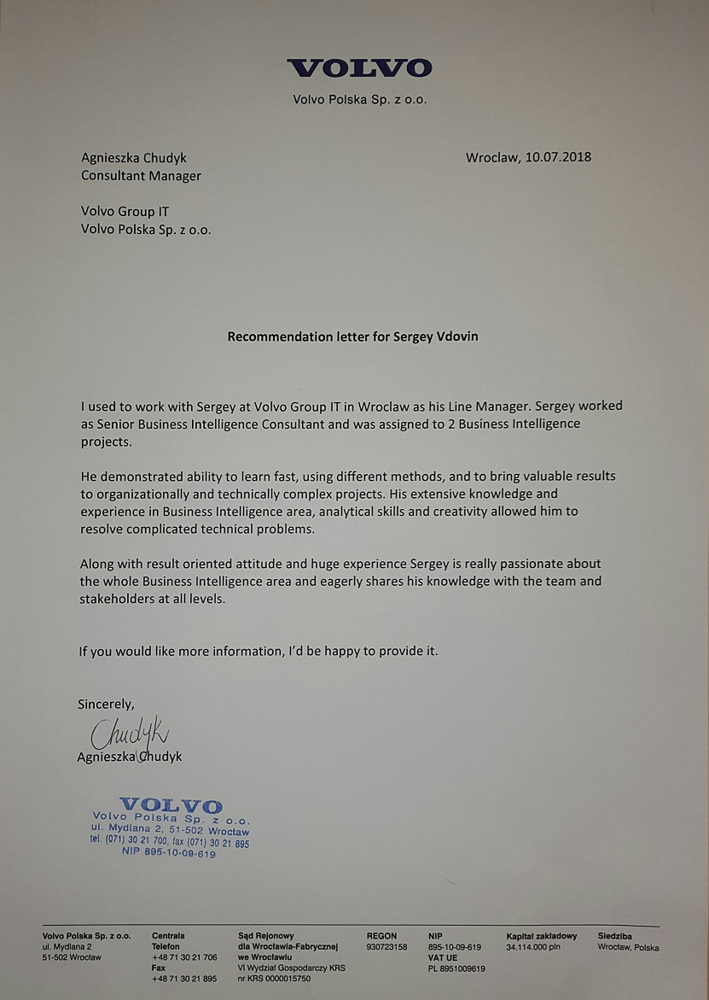 VOLVO
Volvo Polska Sp. z o.o.
Agnieszka Chudyk
Wroclaw, 10.07.2018
Consultant Manager
Volvo Group IT
Volvo Polska Sp. z o.o.
Recommendation letter for Sergey Vdovin
I used to work with Sergey at Volvo Group IT in Wroclaw as his Line Manager. Sergey worked
as Senior Business Intelligence Consultant and was assigned to 2 Business Intelligence
projects.
He demonstrated ability to learn fast, using different methods, and to bring valuable results
to organizationally and technically complex projects. His extensive knowledge and
experience in Business Intelligence area, analytical skills and creativity allowed him to
resolve complicated technical problems.
Along with result oriented attitude and huge experience Sergey is really passionate about
the whole Business Intelligence area and eagerly shares his knowledge with the team and
stakeholders at all levels.
If you would like more information, I'd be happy to provide it.
Sincerely,
Chudyk
Agnieszka Chudyk
VOLVO
Volvo Polska Sp. z o.o.
ul. Mydlana 2, 51-502 Wrocław
tel. (071) 30 21 700, fax (071) 30 21 895
NIP 895-10-09-619
Volvo Polska Sp. z o.o.
ul. Mydlana 2
51-502 Wrocław
Centrala
Telefon
+48 71 30 21 706
Fax
+48 71 30 21 895
Sąd Rejonowy
dla Wrocławia-Fabrycznej
we Wrocławiu
VI Wydział Gospodarczy KRS
nr KRS 0000015750
REGON
930723158
NIP
895-10-09-619
VAT UE
PL 8951009619
Kapitał zakładowy
34.114.000 pln
Siedziba
Wrocław, Polska